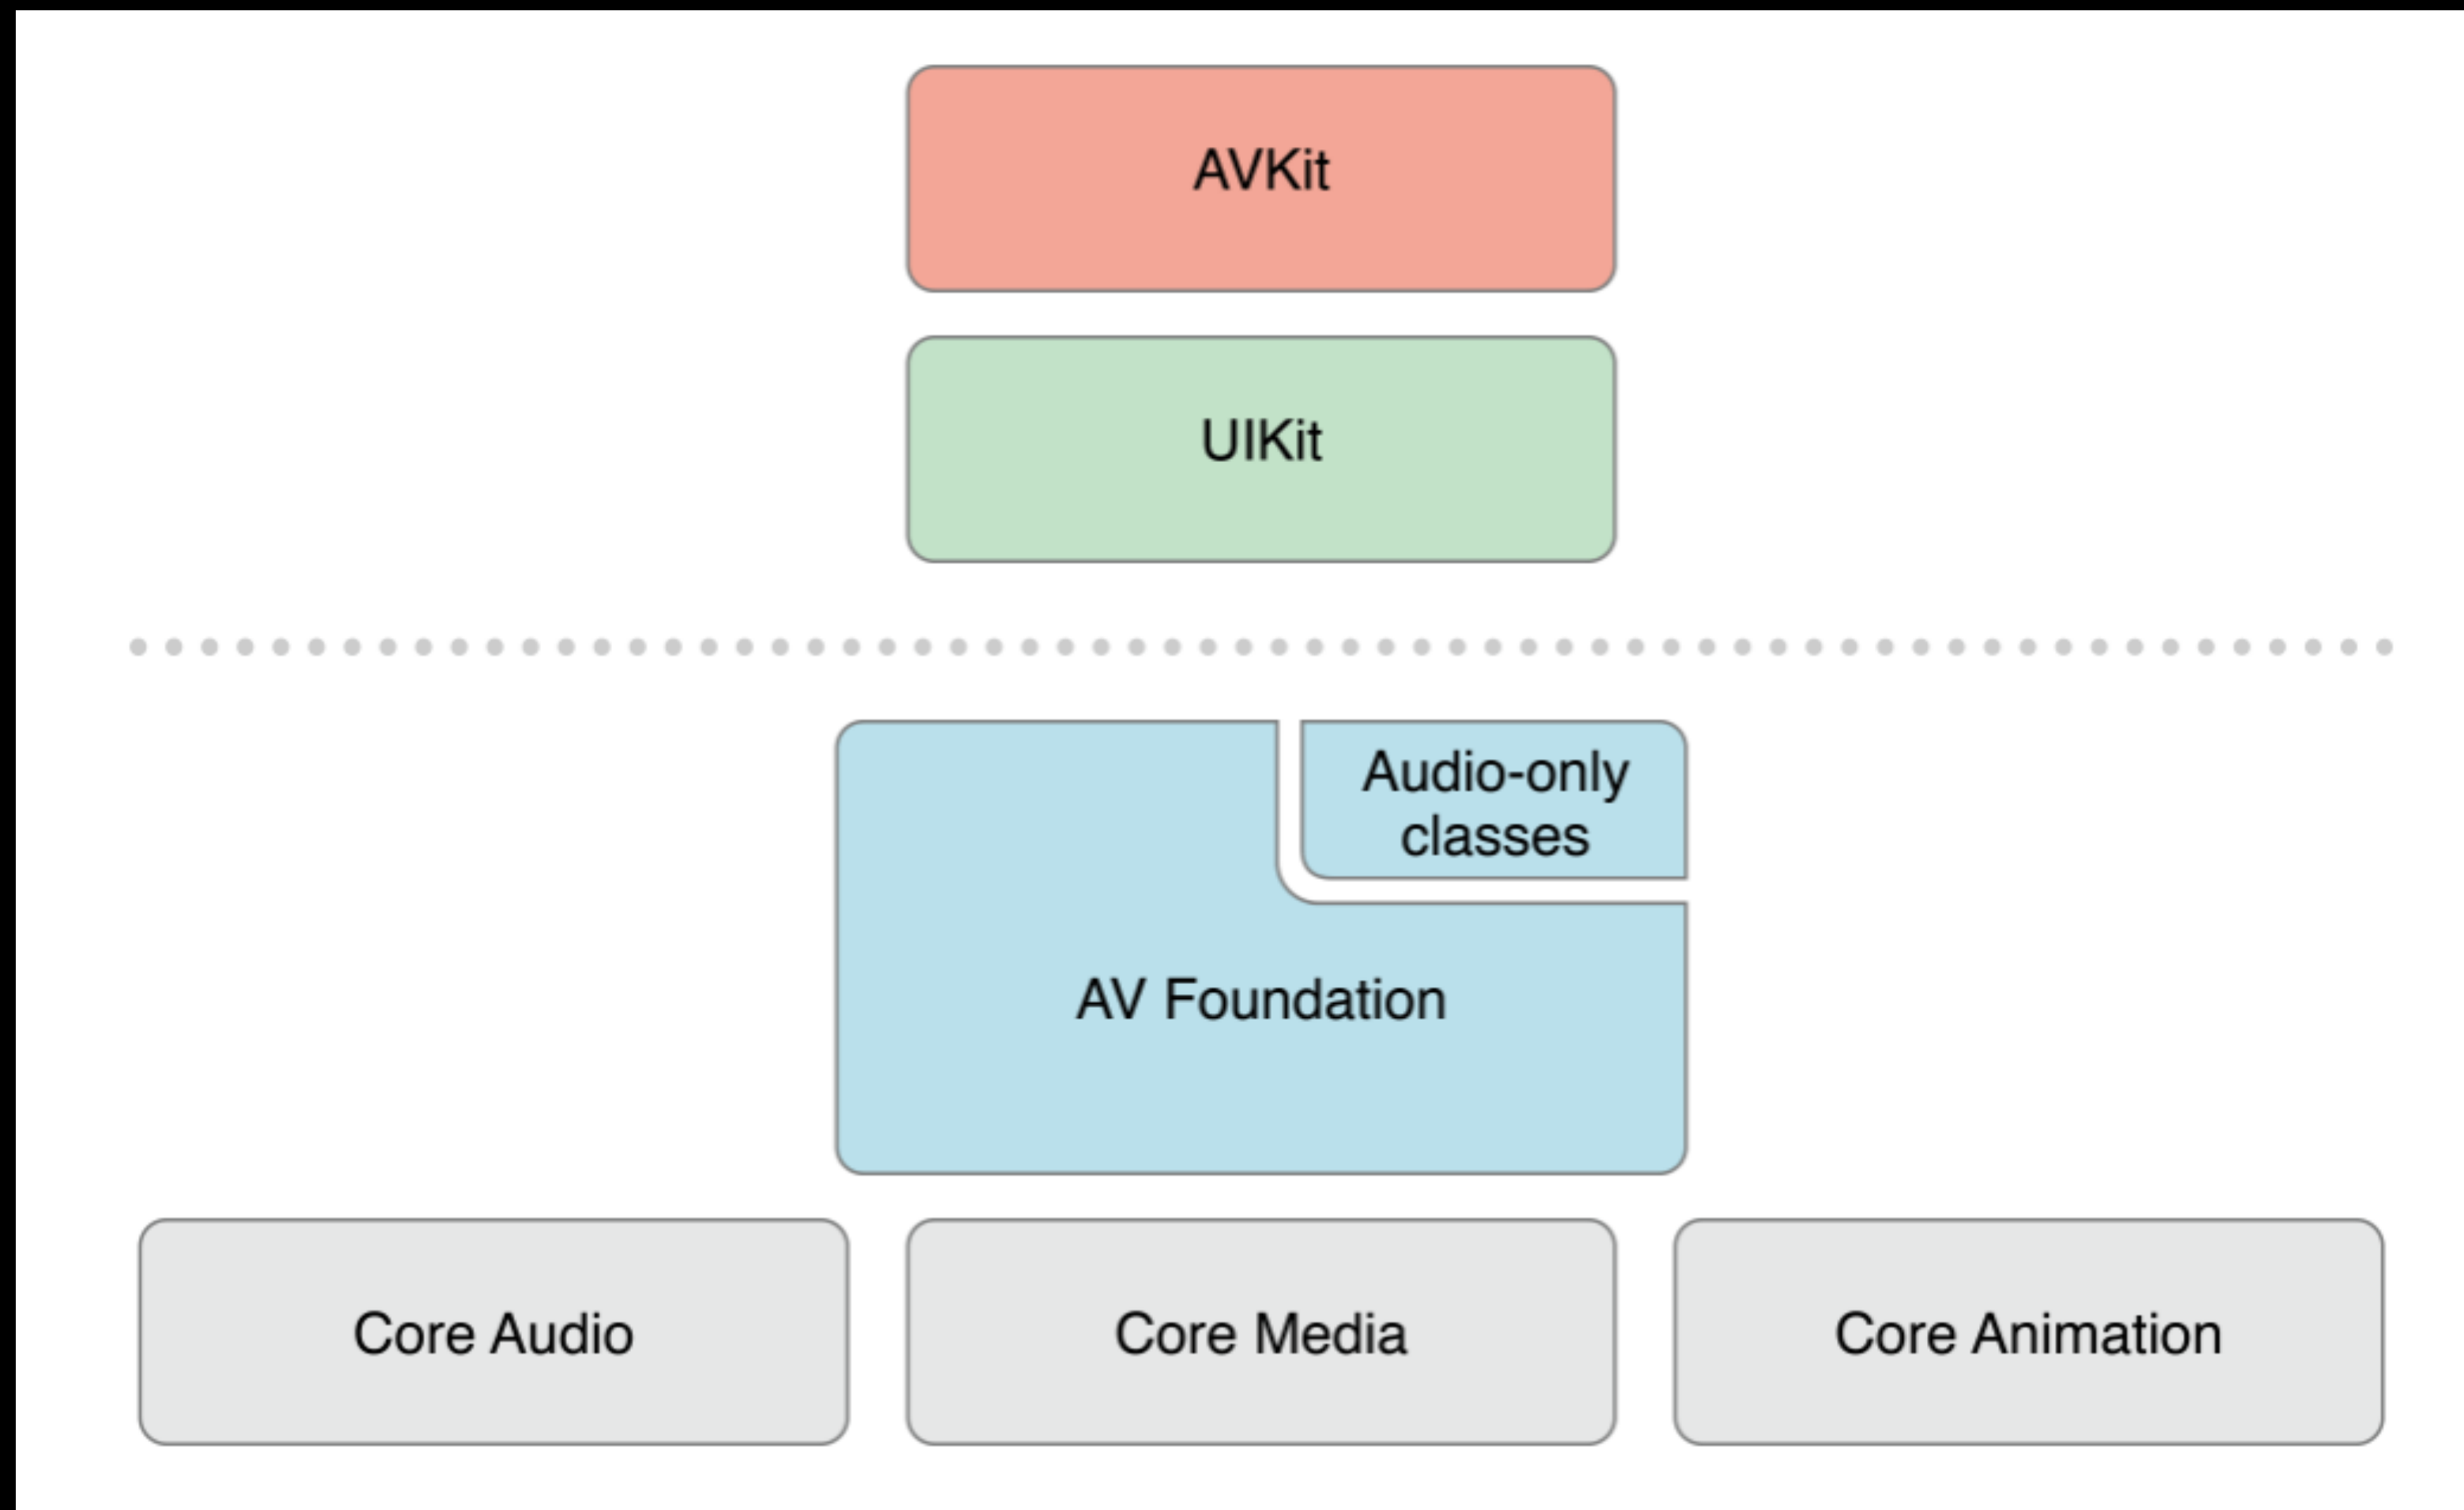 AVKit
UIKit
Audio-only
classes
AV Foundation
Core Audio
Core Media
Core Animation